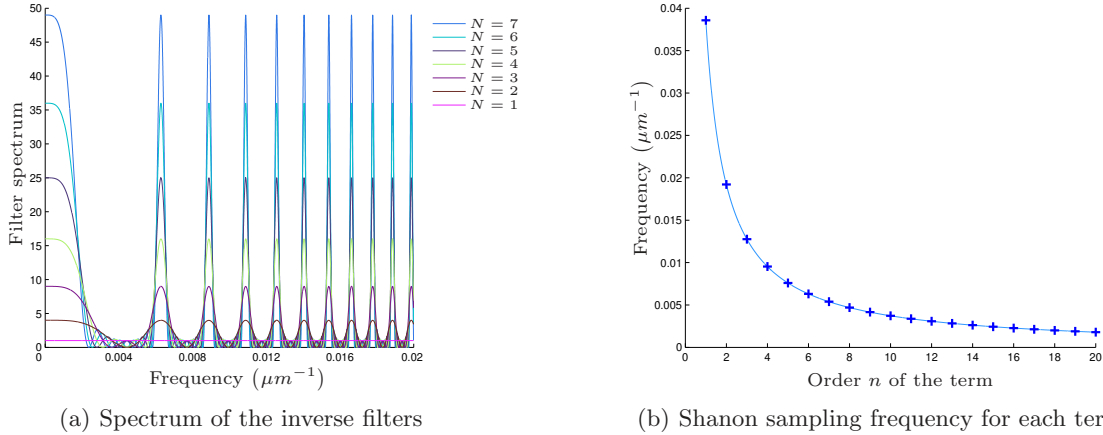 50
45
40
35
30
25
20
15
10
5
0
Filter spectrum
0 0.004 0.008 0.012 0.016 0.02
Frequency (μm⁻¹)
N = 7
N = 6
N = 5
N = 4
N = 3
N = 2
N = 1
(a) Spectrum of the inverse filters
0.04
0.035
0.03
0.025
0.02
0.015
0.01
0.005
0
Frequency (μm⁻¹)
0 2 4 6 8 10 12 14 16 18 20
Order n of the term
(b) Shanon sampling frequency for each ter